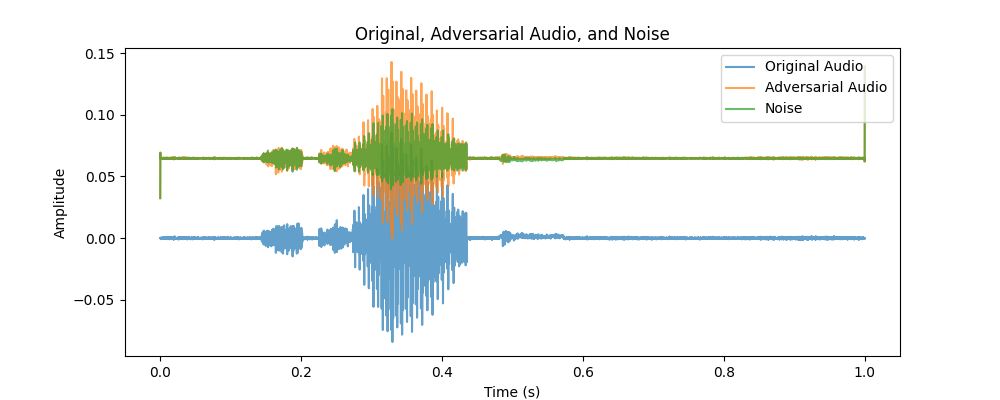 Original, Adversarial Audio, and Noise
Original Audio
Adversarial Audio
Noise
0.15
0.10
0.05
0.00
−0.05
Amplitude
0.0 0.2 0.4 0.6 0.8 1.0
Time (s)